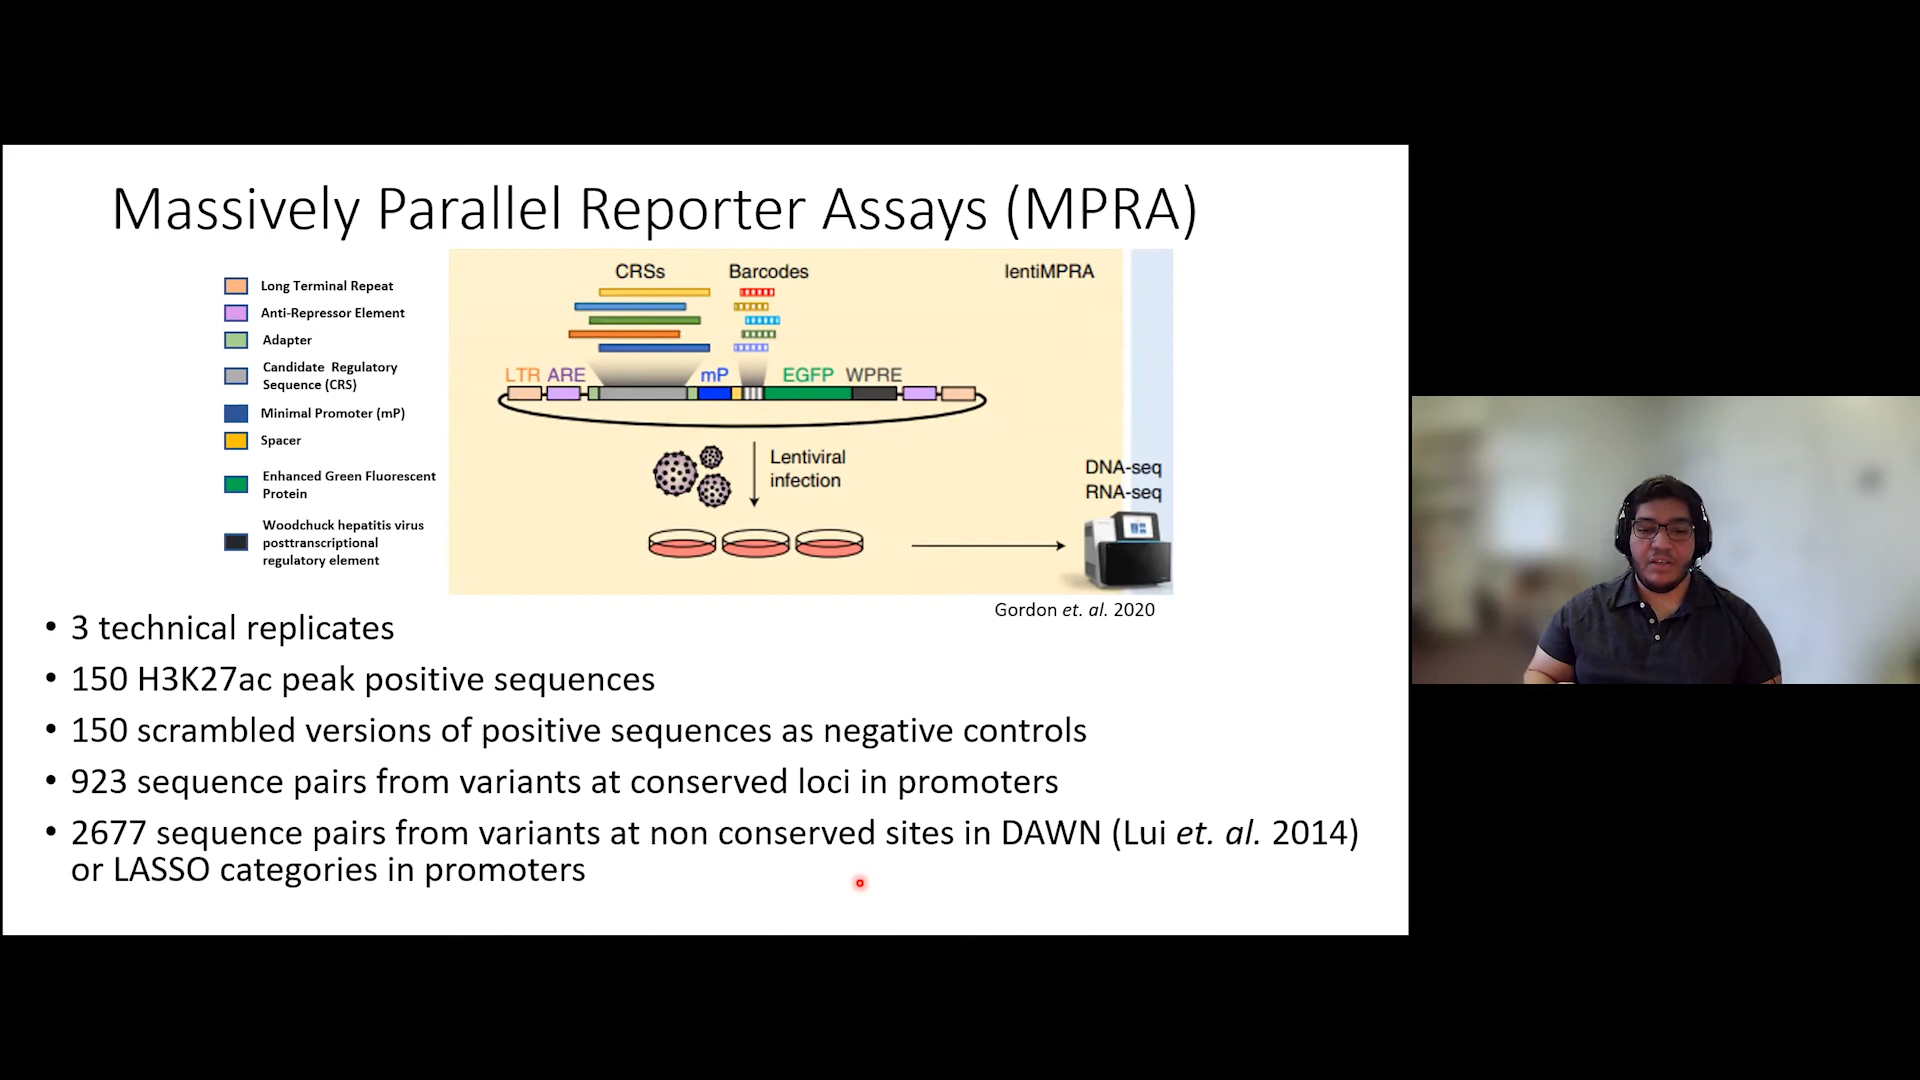 Massively Parallel Reporter Assays (MPRA)
Long Terminal Repeat
Anti-Repressor Element
Adapter
Candidate Regulatory
Sequence (CRS)
Minimal Promoter (mP)
Spacer
Enhanced Green Fluorescent
Protein
Woodchuck hepatitis virus
posttranscriptional
regulatory element
CRSs Barcodes lentiMPRA
LTR ARE mP EGFP WPRE
Lentiviral
infection
DNA-seq
RNA-seq
Gordon et. al. 2020
• 3 technical replicates
• 150 H3K27ac peak positive sequences
• 150 scrambled versions of positive sequences as negative controls
• 923 sequence pairs from variants at conserved loci in promoters
• 2677 sequence pairs from variants at non conserved sites in DAWN (Lui et. al. 2014)
or LASSO categories in promoters